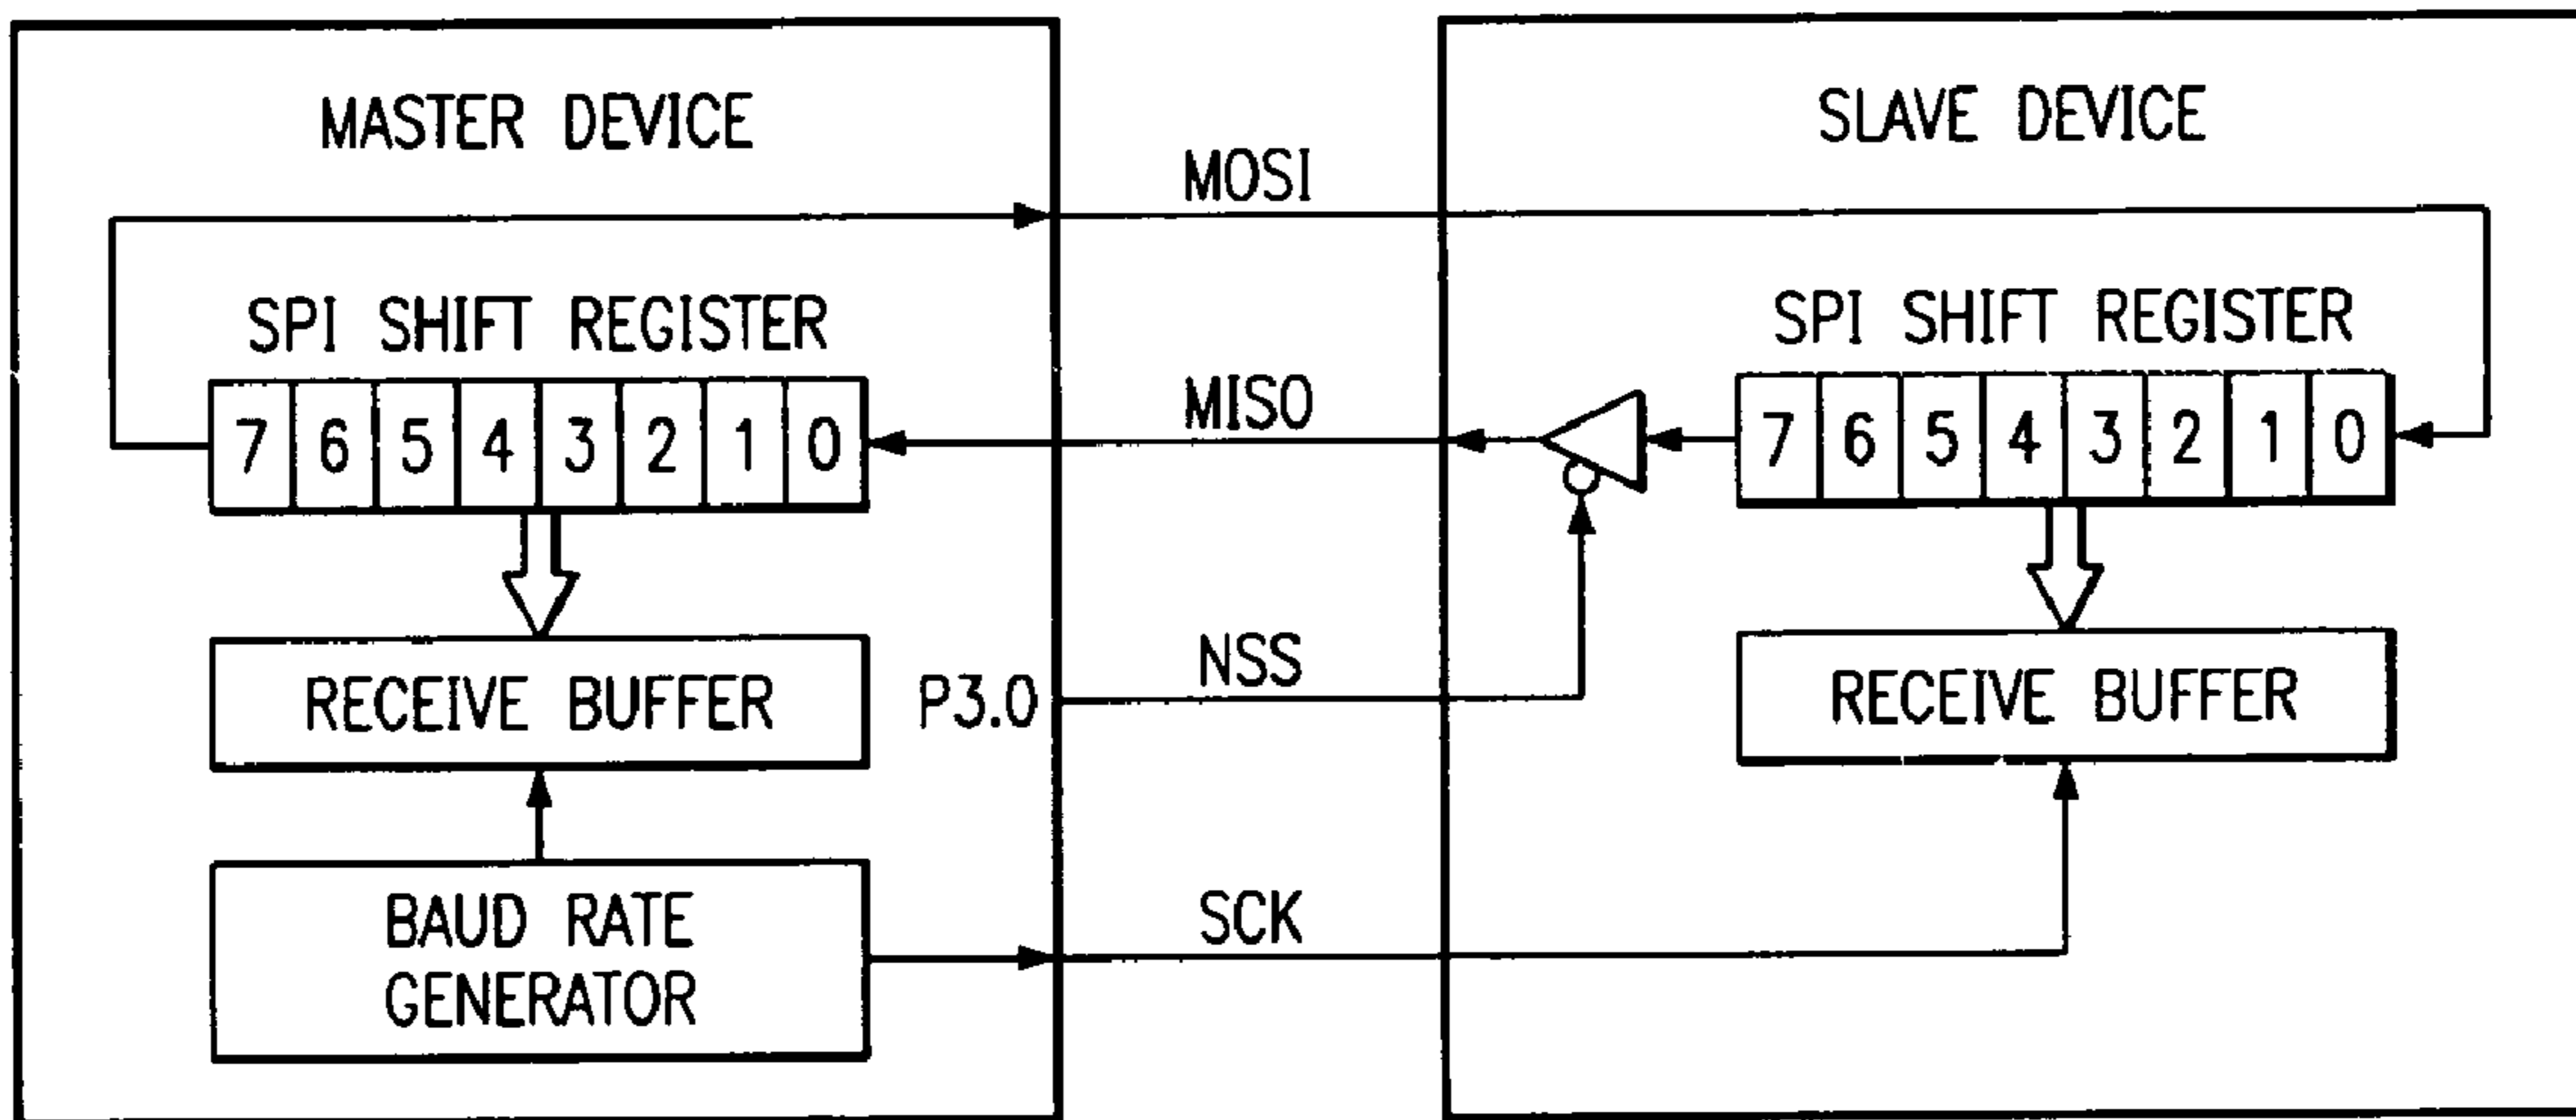 MASTER DEVICE
SLAVE DEVICE
MOSI
SPI SHIFT REGISTER
SPI SHIFT REGISTER
MISO
7 6 5 4 3 2 1 0
7 6 5 4 3 2 1 0
NSS
RECEIVE BUFFER
P3.0
RECEIVE BUFFER
SCK
BAUD RATE
GENERATOR